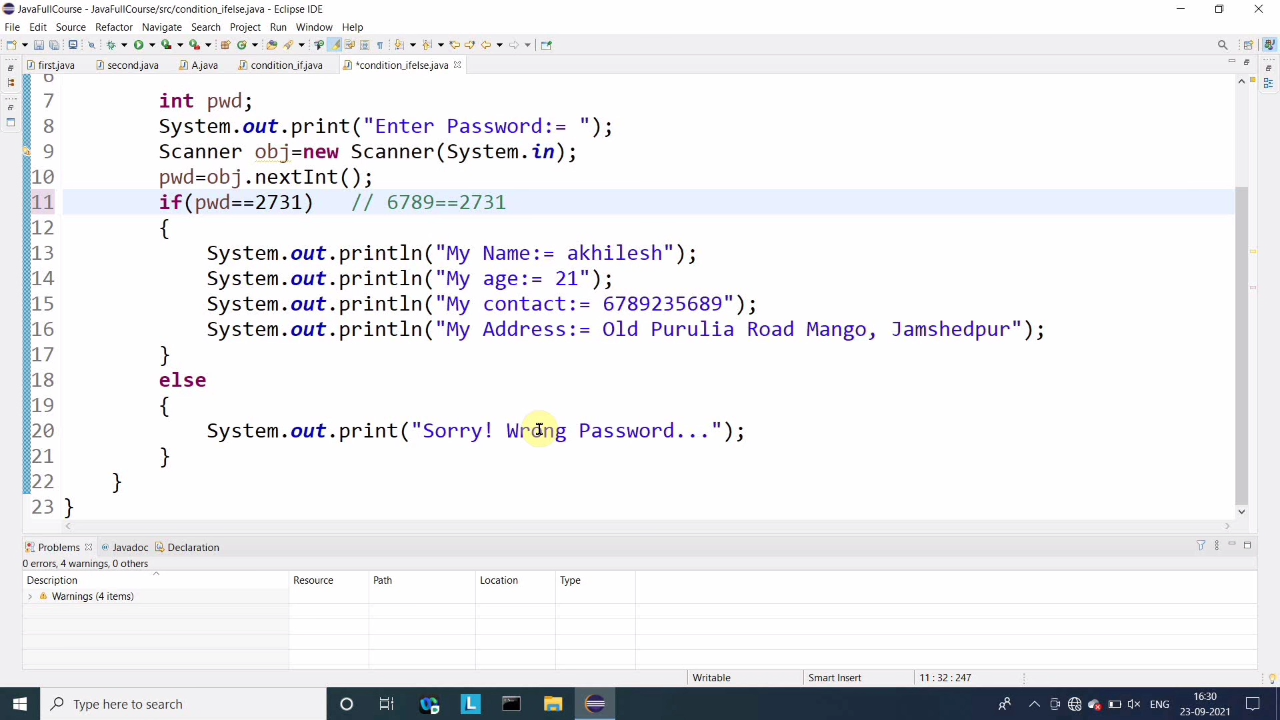 JavaFullCourse - JavaFullCourse/src/condition_ifelse.java - Eclipse IDE
File Edit Source Refactor Navigate Search Project Run Window Help
first.java second.java A.java condition_if.java *condition_ifelse.java
6
7 int pwd;
8 System.out.print("Enter Password:= ");
9 Scanner obj=new Scanner(System.in);
10 pwd=obj.nextInt();
11 if(pwd==2731) // 6789==2731
12 {
13 System.out.println("My Name:= akhilesh");
14 System.out.println("My age:= 21");
15 System.out.println("My contact:= 6789235689");
16 System.out.println("My Address:= Old Purulia Road Mango, Jamshedpur");
17 }
18 else
19 {
20 System.out.print("Sorry! Wrong Password...");
21 }
22 }
23 }
Problems Javadoc Declaration
0 errors, 4 warnings, 0 others
Description Resource Path Location Type
Warnings (4 items)
Writable Smart Insert 11 : 32 : 247
Type here to search L ENG 16:30
23-09-2021